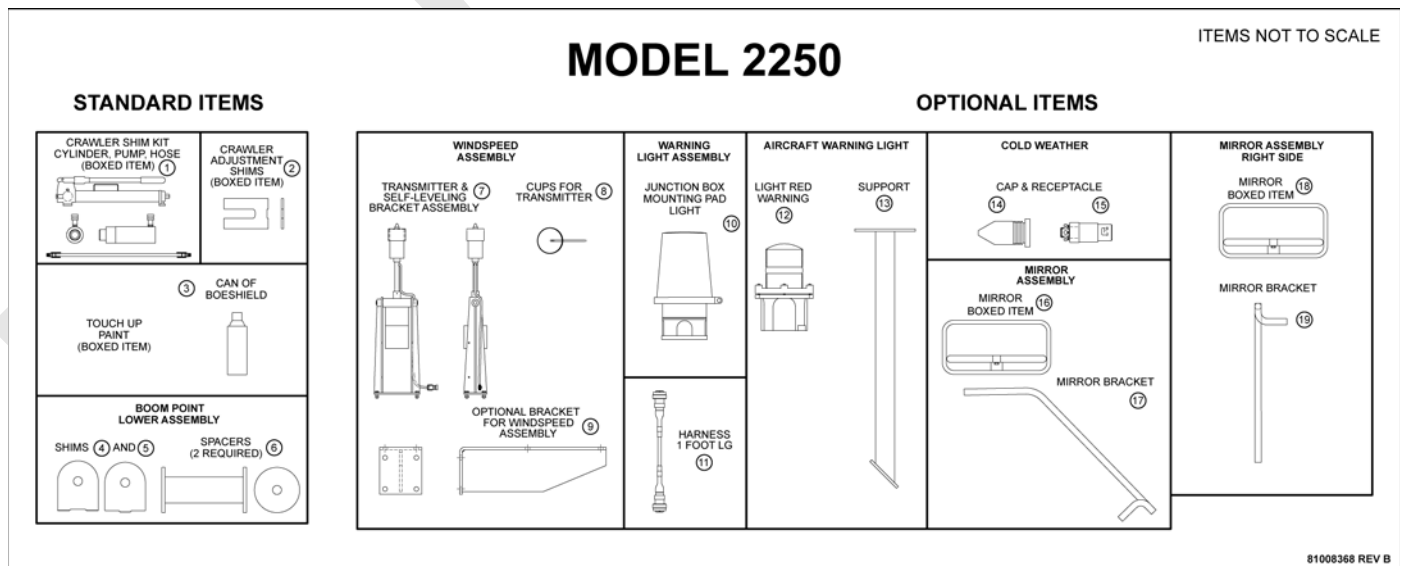 ITEMS NOT TO SCALE
MODEL 2250
STANDARD ITEMS
CRAWLER SHIM KIT
CYLINDER, PUMP, HOSE
(BOXED ITEM) 1
CRAWLER
ADJUSTMENT 2
SHIMS
(BOXED ITEM)
3 CAN OF
BOESHIELD
TOUCH UP
PAINT
(BOXED ITEM)
BOOM POINT
LOWER ASSEMBLY
SHIMS 4 AND 5
SPACERS 6
(2 REQUIRED)
OPTIONAL ITEMS
WINDSPEED
ASSEMBLY
TRANSMITTER & 7
SELF-LEVELING
BRACKET ASSEMBLY
CUPS FOR 8
TRANSMITTER
OPTIONAL BRACKET
FOR WINDSPEED 9
ASSEMBLY
WARNING
LIGHT ASSEMBLY
JUNCTION BOX
MOUNTING PAD
LIGHT 10
HARNESS
1 FOOT LG
11
AIRCRAFT WARNING LIGHT
LIGHT RED
WARNING
12
SUPPORT
13
COLD WEATHER
CAP & RECEPTACLE
14 15
MIRROR
ASSEMBLY
MIRROR 16
BOXED ITEM
MIRROR BRACKET
17
MIRROR ASSEMBLY
RIGHT SIDE
MIRROR 18
BOXED ITEM
MIRROR BRACKET
19
81008368 REV B